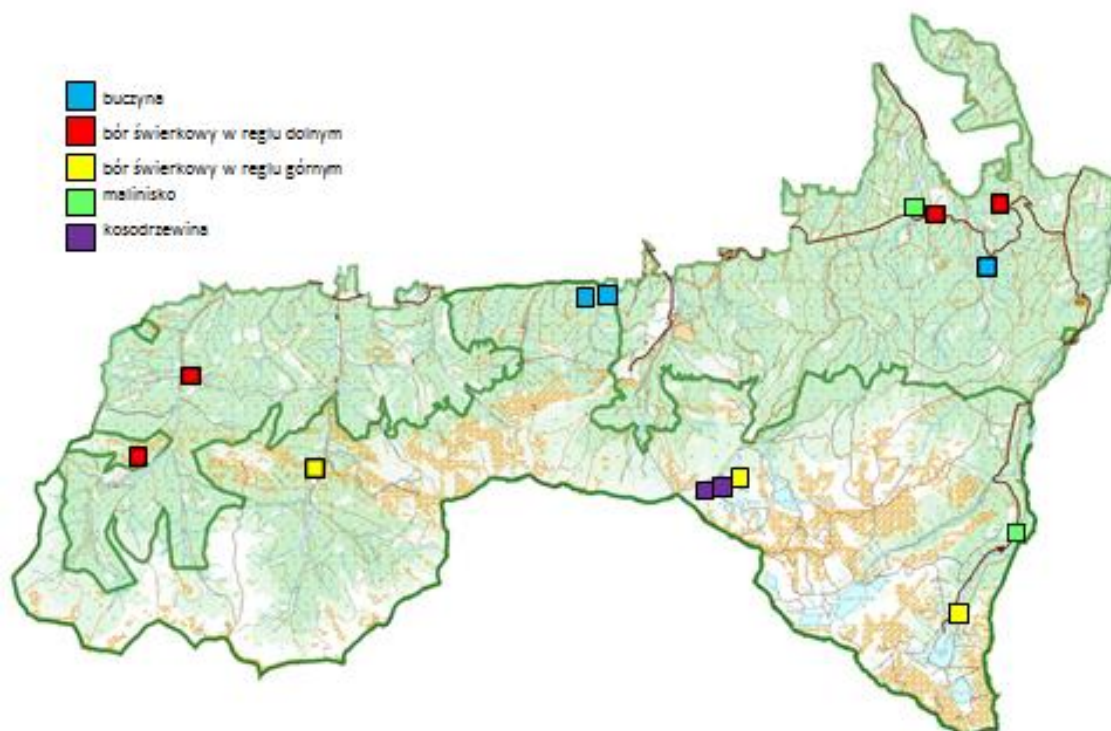 buczyna
bór świerkowy w reglu dolnym
bór świerkowy w reglu górnym
malinisko
kosodrzewina